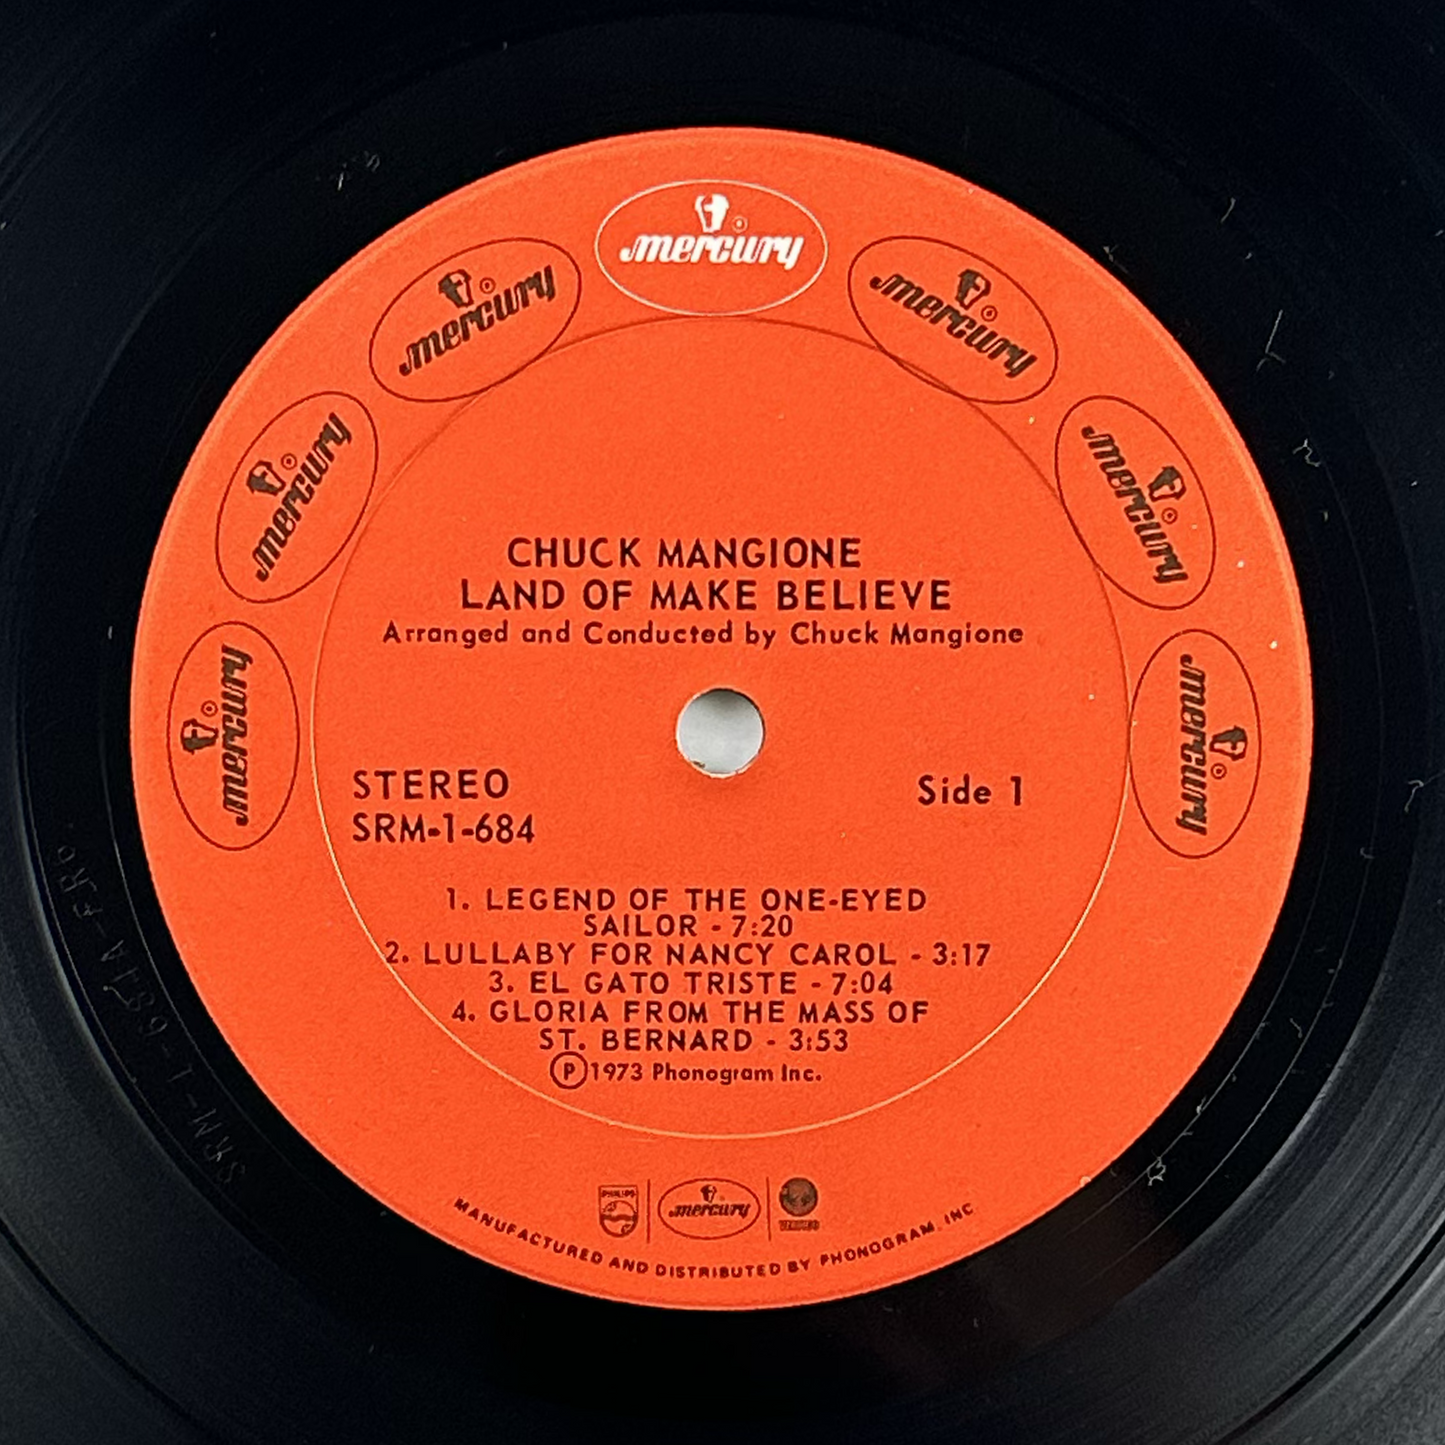 mercury
mercury
mercury
mercury
mercury
mercury
mercury
CHUCK MANGIONE
LAND OF MAKE BELIEVE
Arranged and Conducted by Chuck Mangione
STEREO
Side 1
SRM-1-684
1. LEGEND OF THE ONE-EYED
SAILOR - 7:20
2. LULLABY FOR NANCY CAROL - 3:17
3. EL GATO TRISTE - 7:04
4. GLORIA FROM THE MASS OF
ST. BERNARD - 3:53
Ⓟ1973 Phonogram Inc.
PHILIPS
mercury
VERTIGO
MANUFACTURED AND DISTRIBUTED BY PHONOGRAM, INC